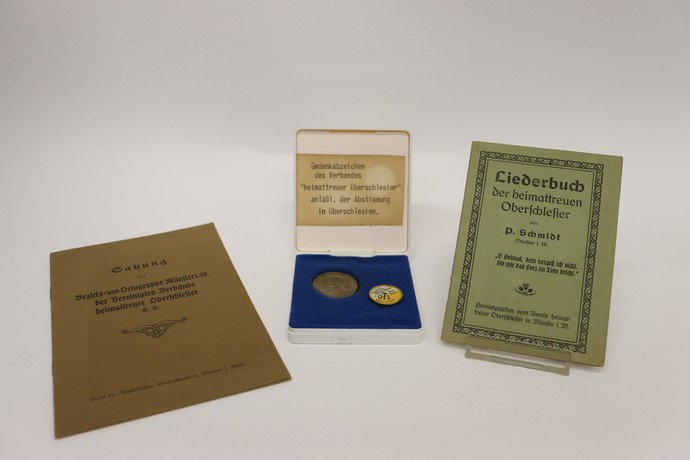 Satzung
der
Bezirks- und Ortsgruppe Münster i. W.
der Vereinigten Verbände
heimattreuer Oberschlesier
E. V.
Gedenkabzeichen
des Verbandes
"heimattreuer Überschlesier"
anläßl. der Abstimmung
in Überschlesien.
Liederbuch
der heimattreuen
Oberschlesier
von
P. Schmidt
Münster i. W.
„O Heimat, dein vergeß ich nicht,
bis mir das Herz im Tode bricht“
Herausgegeben vom Verein heimat-
treuer Oberschlesier in Münster i. W.